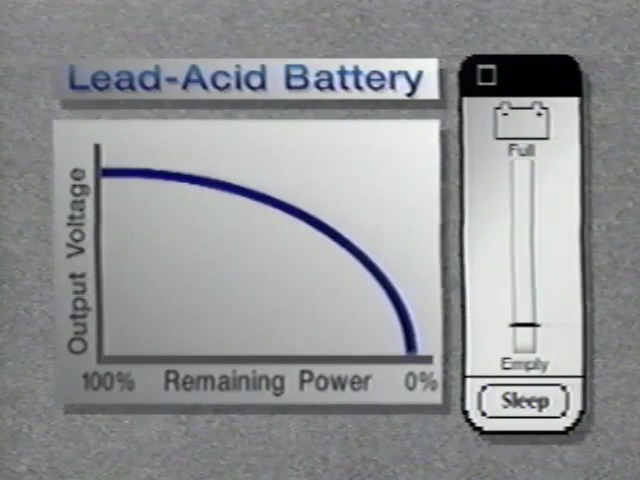 Lead-Acid Battery
Output Voltage
100% Remaining Power 0%
Full
Empty
Sleep